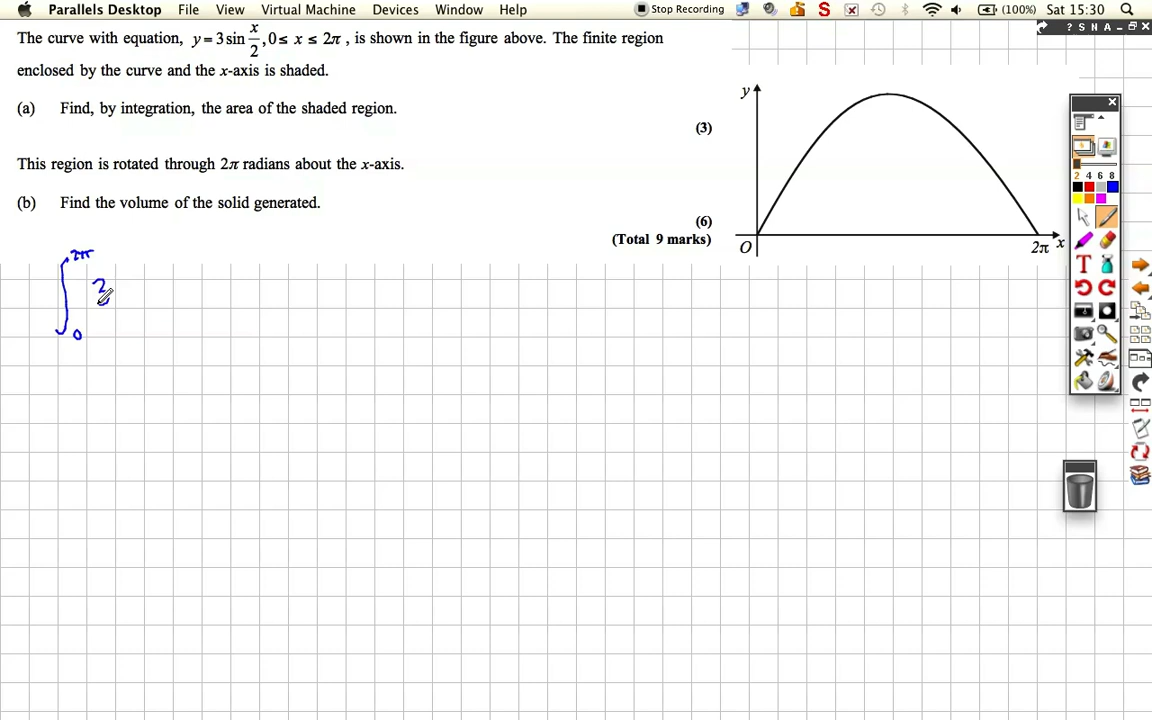 Parallels Desktop File View Virtual Machine Devices Window Help Stop Recording S (100%) Sat 15:30
? S N A
The curve with equation, y = 3 sin x/2, 0 ≤ x ≤ 2π, is shown in the figure above. The finite region
enclosed by the curve and the x-axis is shaded.
(a) Find, by integration, the area of the shaded region.
(3)
This region is rotated through 2π radians about the x-axis.
(b) Find the volume of the solid generated.
(6)
(Total 9 marks)
y
O
2π
x
2 4 6 8
T
∫
2π
0
3